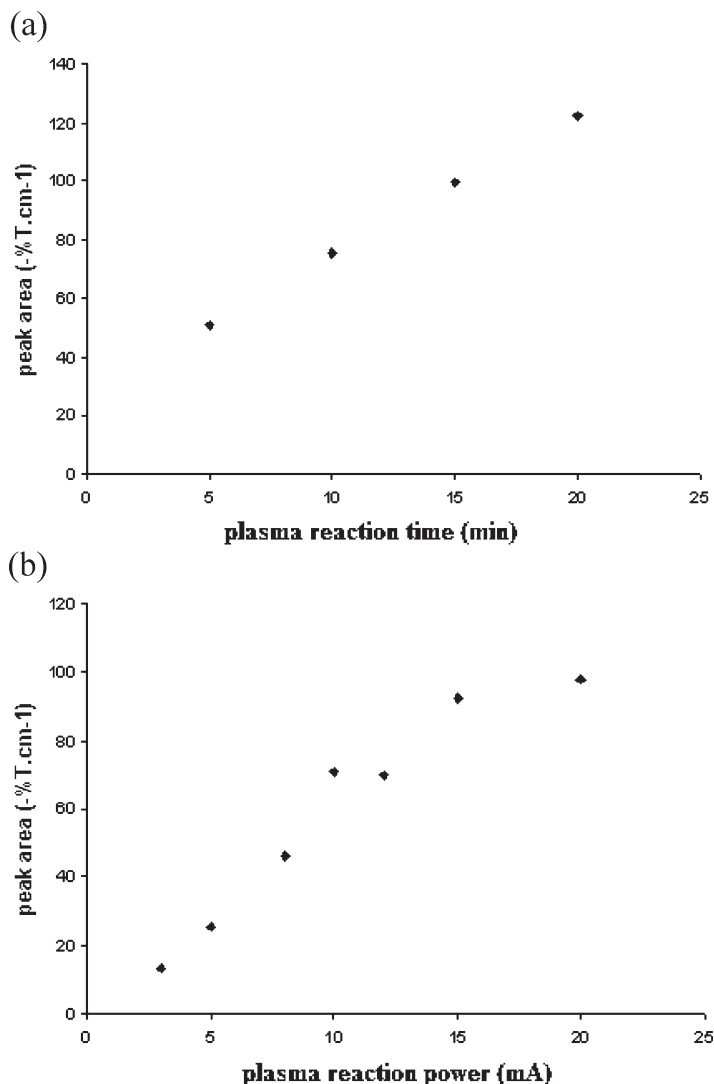 (a)
140
120
100
80
60
40
20
0
0 5 10 15 20 25
peak area (-%T.cm-1)
plasma reaction time (min)
(b)
120
100
80
60
40
20
0
0 5 10 15 20 25
peak area (-%T.cm-1)
plasma reaction power (mA)